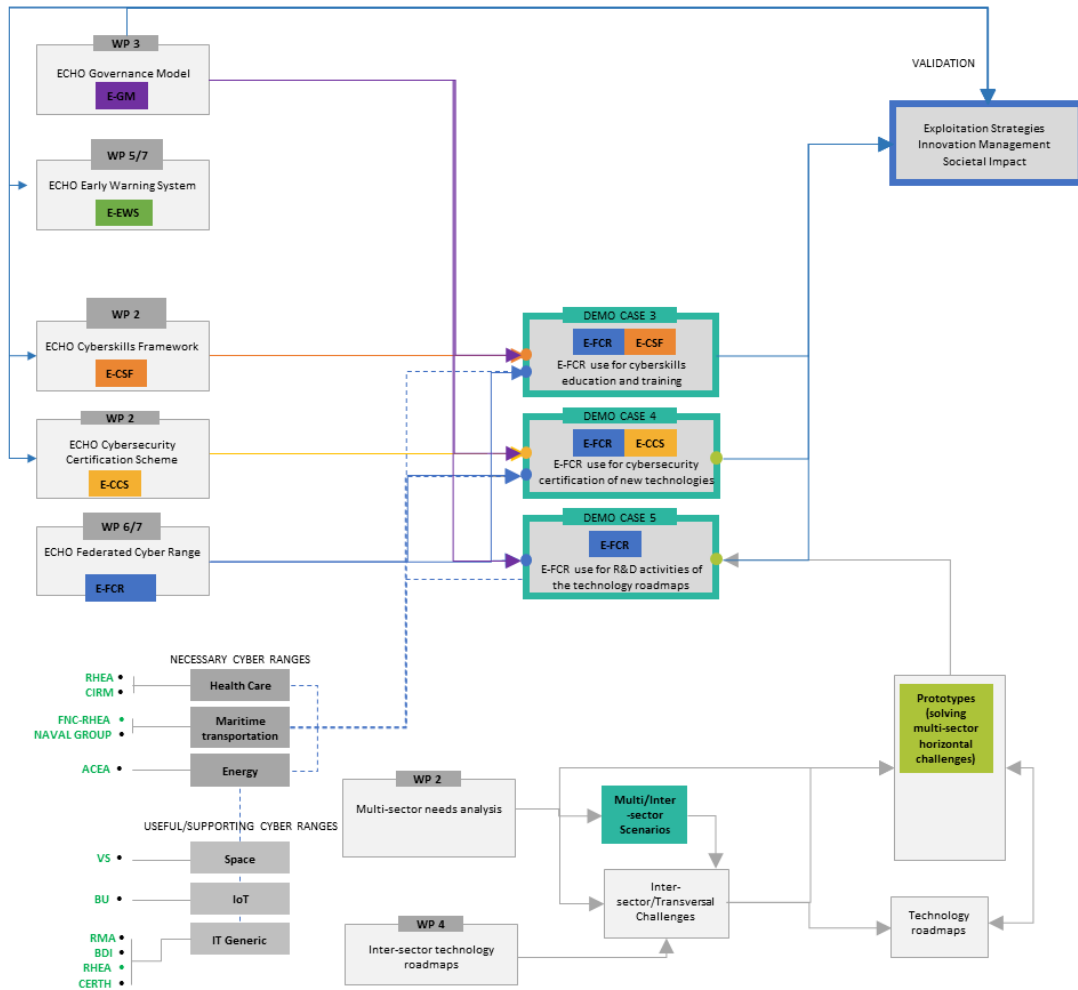 WP 3
ECHO Governance Model
E-GM
VALIDATION
Exploitation Strategies
Innovation Management
Societal Impact
WP 5/7
ECHO Early Warning System
E-EWS
WP 2
ECHO Cyberskills Framework
E-CSF
DEMO CASE 3
E-FCR E-CSF
E-FCR use for cyberskills
education and training
WP 2
ECHO Cybersecurity
Certification Scheme
E-CCS
DEMO CASE 4
E-FCR E-CCS
E-FCR use for cybersecurity
certification of new technologies
WP 6/7
ECHO Federated Cyber Range
E-FCR
DEMO CASE 5
E-FCR
E-FCR use for R&D activities of
the technology roadmaps
NECESSARY CYBER RANGES
RHEA •
CIRM •
Health Care
FNC-RHEA •
NAVAL GROUP •
Maritime
transportation
ACEA •
Energy
USEFUL/SUPPORTING CYBER RANGES
VS •
Space
BU •
IoT
RMA •
BDI •
RHEA •
CERTH •
IT Generic
WP 2
Multi-sector needs analysis
Multi/Inter
-sector
Scenarios
Prototypes
(solving
multi-sector
horizontal
challenges)
Inter-
sector/Transversal
Challenges
WP 4
Inter-sector technology
roadmaps
Technology
roadmaps